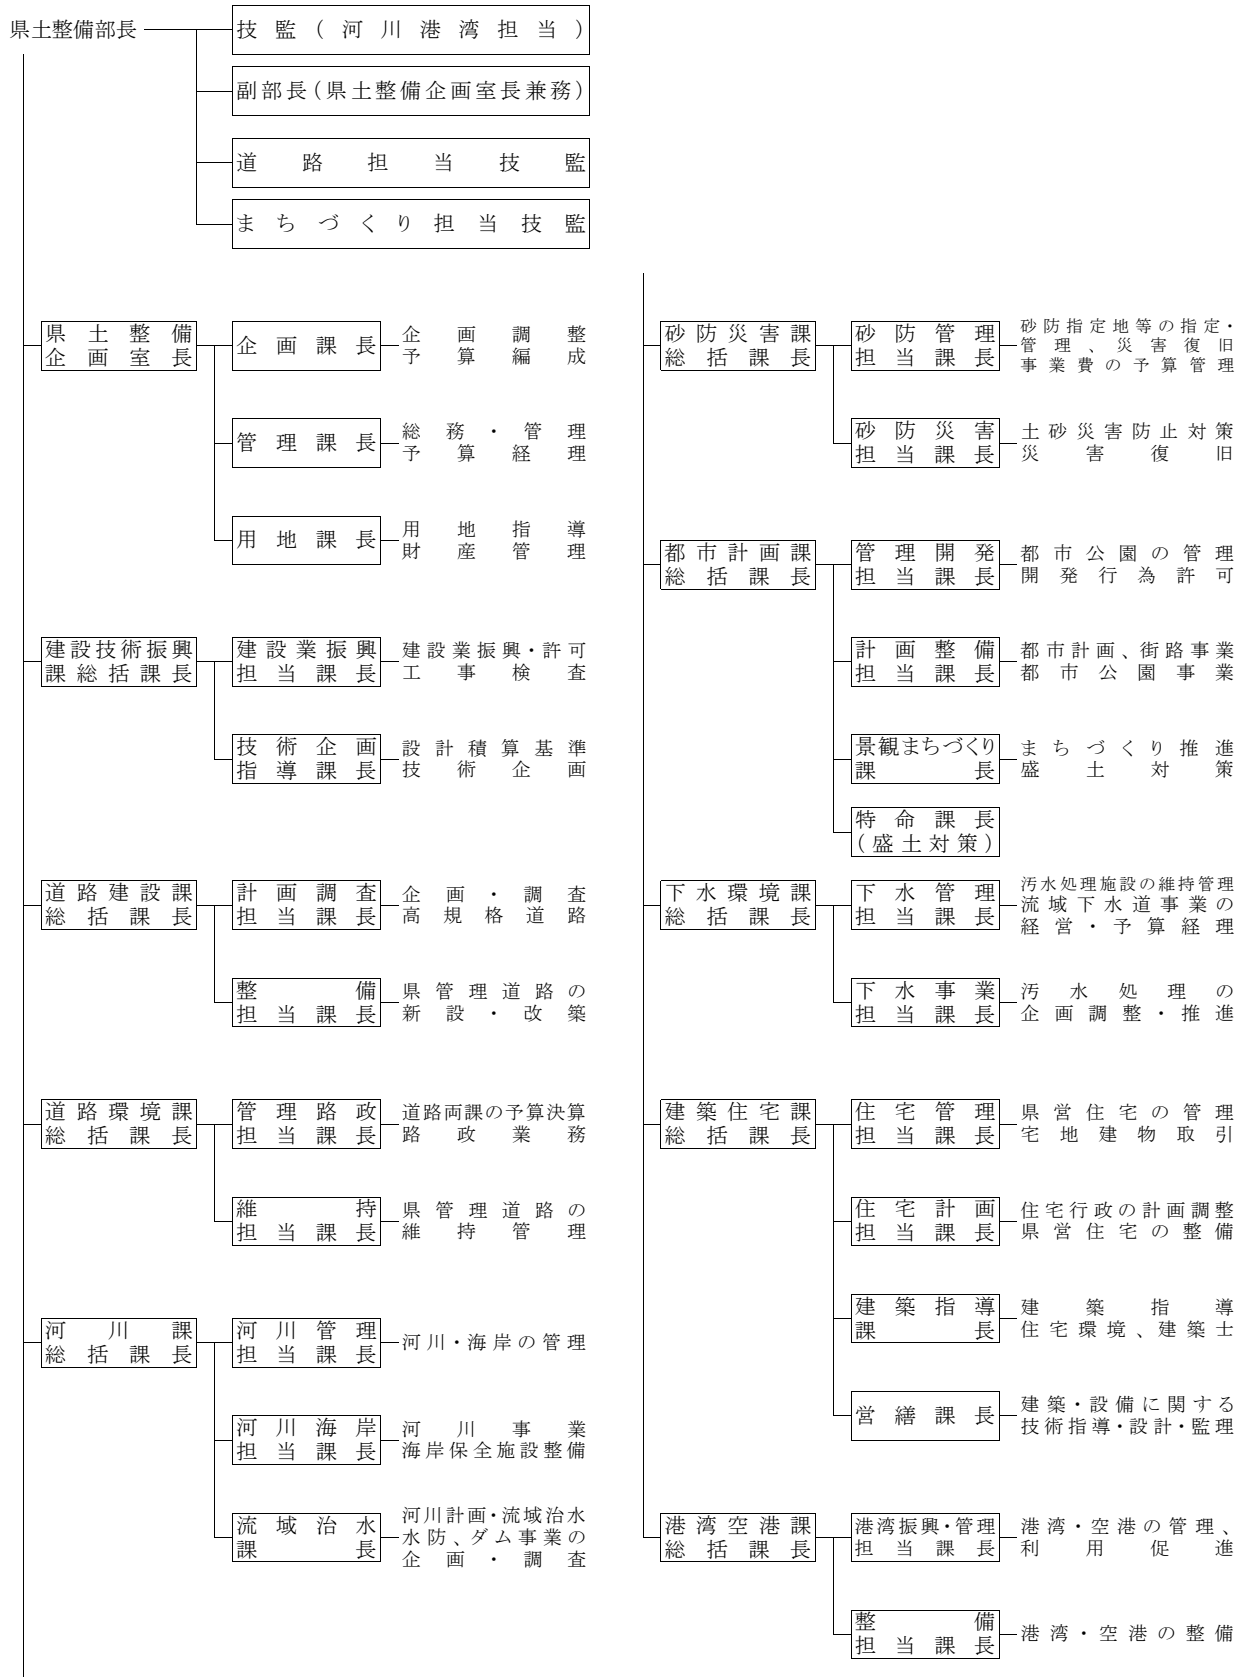 県土整備部長
技監(河川港湾担当)
副部長(県土整備企画室長兼務)
道路担当技監
まちづくり担当技監
県土整備
企画室長
企画課長
企画調整
予算編成
管理課長
総務・管理
予算経理
用地課長
用地指導
財産管理
建設技術振興
課総括課長
建設業振興
担当課長
建設業振興・許可
工事検査
技術企画
指導課長
設計積算基準
技術企画
道路建設課
総括課長
計画調査
担当課長
企画・調査
高規格道路
整備
担当課長
県管理道路の
新設・改築
道路環境課
総括課長
管理路政
担当課長
道路両課の予算決算
路政業務
維持
担当課長
県管理道路の
維持管理
河川課
総括課長
河川管理
担当課長
河川・海岸の管理
河川海岸
担当課長
河川事業
海岸保全施設整備
流域治水
課長
河川計画・流域治水
水防、ダム事業の
企画・調査
砂防災害課
総括課長
砂防管理
担当課長
砂防指定地等の指定・
管理、災害復旧
事業費の予算管理
砂防災害
担当課長
土砂災害防止対策
災害復旧
都市計画課
総括課長
管理開発
担当課長
都市公園の管理
開発行為許可
計画整備
担当課長
都市計画、街路事業
都市公園事業
景観まちづくり
課長
まちづくり推進
盛土対策
特命課長
(盛土対策)
下水環境課
総括課長
下水管理
担当課長
汚水処理施設の維持管理
流域下水道事業の
経営・予算経理
下水事業
担当課長
汚水処理の
企画調整・推進
建築住宅課
総括課長
住宅管理
担当課長
県営住宅の管理
宅地建物取引
住宅計画
担当課長
住宅行政の計画調整
県営住宅の整備
建築指導
課長
建築指導
住宅環境、建築士
営繕課長
建築・設備に関する
技術指導・設計・監理
港湾空港課
総括課長
港湾振興・管理
担当課長
港湾・空港の管理、
利用促進
整備
担当課長
港湾・空港の整備